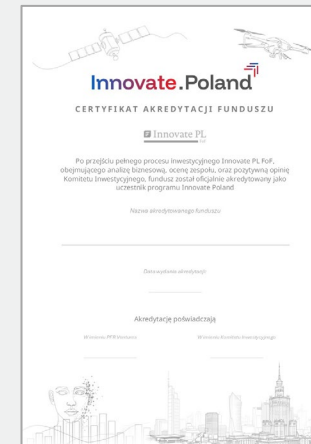 Innovate.Poland
CERTYFIKAT AKREDYTACJI FUNDUSZU
Innovate PL
FoF
Po przejściu pełnego procesu inwestycyjnego Innovate PL FoF,
obejmującego analizę biznesową, ocenę zespołu, oraz pozytywną opinię
Komitetu Inwestycyjnego, fundusz został oficjalnie akredytowany jako
uczestnik programu Innovate Poland
Nazwa akredytowanego funduszu
Data wydania akredytacji
Akredytację poświadczają
W imieniu PFR Ventures
W imieniu Komitetu Inwestycyjnego